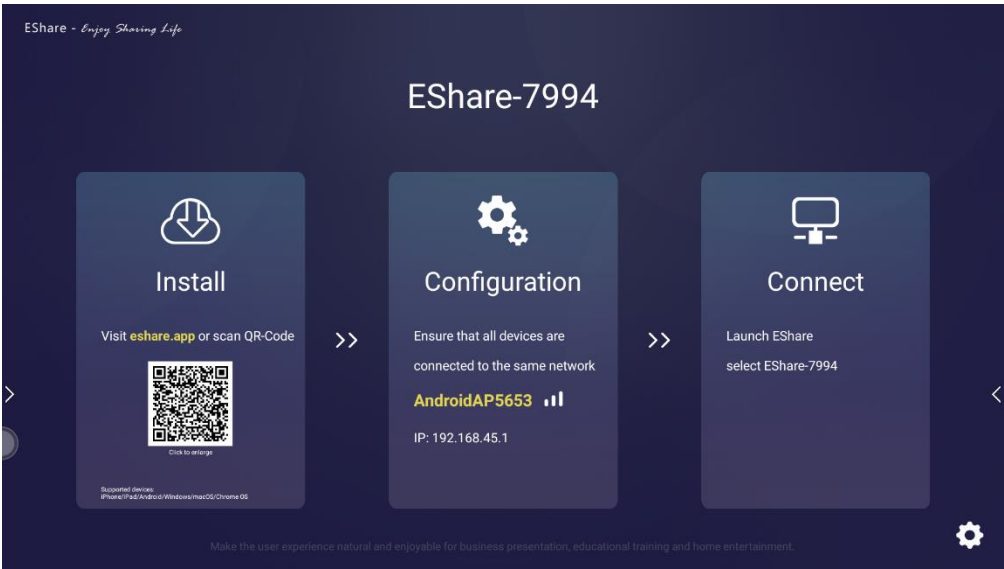 EShare - Enjoy Sharing Life
EShare-7994
Install
Visit eshare.app or scan QR-Code
Click to enlarge
Supported devices:
iPhone/iPad/Android/Windows/macOS/Chrome OS
Configuration
Ensure that all devices are
connected to the same network
AndroidAP5653
IP: 192.168.45.1
Connect
Launch EShare
select EShare-7994
Make the user experience natural and enjoyable for business presentation, educational training and home entertainment.